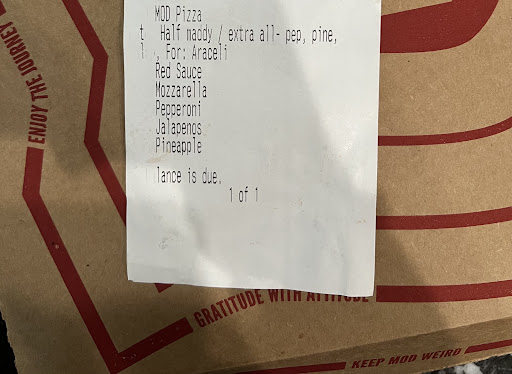 MOD Pizza
t Half maddy / extra all- pep, pine,
, For: Araceli
Red Sauce
Mozzarella
Pepperoni
Jalapenos
Pineapple
lance is due.
1 of 1
ENJOY THE JOURNEY
GRATITUDE WITH ATTITUDE
KEEP MOD WEIRD